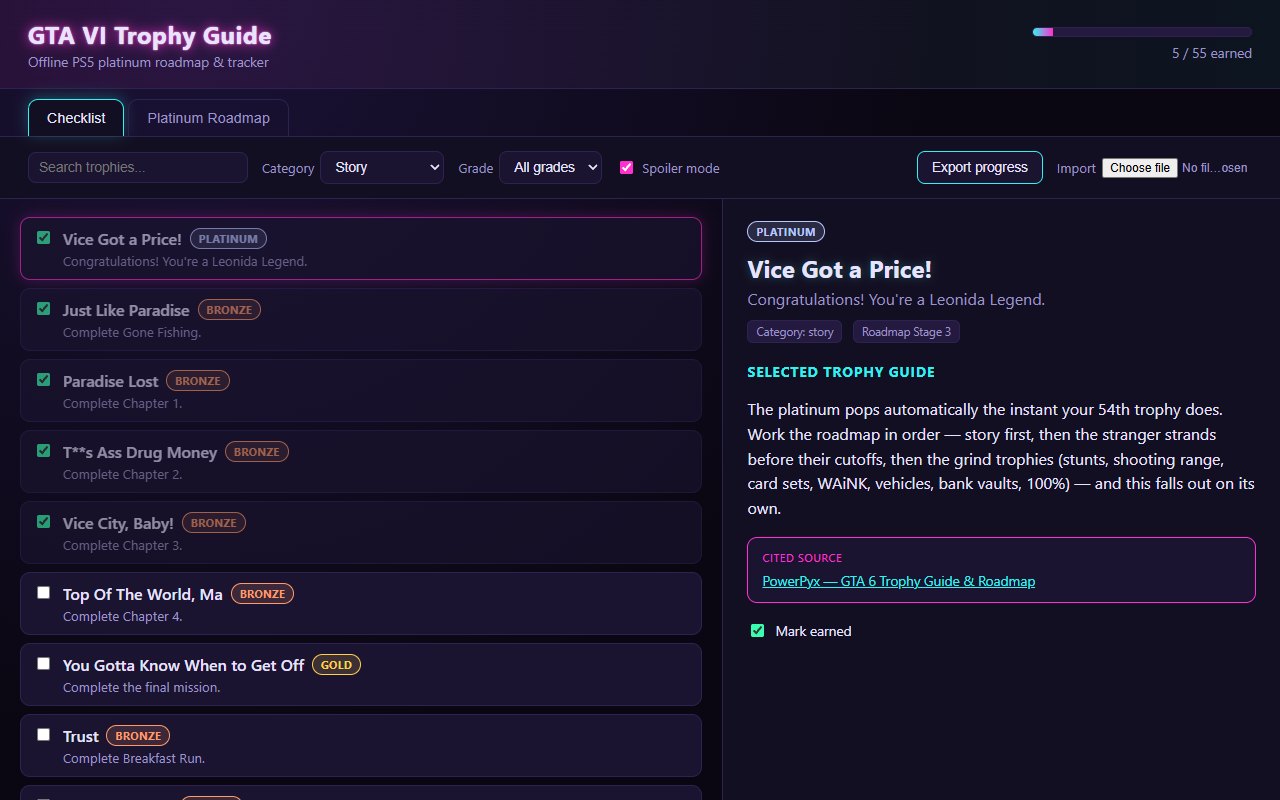 GTA VI Trophy Guide
Offline PS5 platinum roadmap & tracker
5 / 55 earned
Checklist
Platinum Roadmap
Search trophies...
Category
Story
Grade
All grades
Spoiler mode
Export progress
Import
Choose file
No fil...osen
Vice Got a Price! PLATINUM
Congratulations! You're a Leonida Legend.
Just Like Paradise BRONZE
Complete Gone Fishing.
Paradise Lost BRONZE
Complete Chapter 1.
T**s Ass Drug Money BRONZE
Complete Chapter 2.
Vice City, Baby! BRONZE
Complete Chapter 3.
Top Of The World, Ma BRONZE
Complete Chapter 4.
You Gotta Know When to Get Off GOLD
Complete the final mission.
Trust BRONZE
Complete Breakfast Run.
PLATINUM
Vice Got a Price!
Congratulations! You're a Leonida Legend.
Category: story
Roadmap Stage 3
SELECTED TROPHY GUIDE
The platinum pops automatically the instant your 54th trophy does.
Work the roadmap in order — story first, then the stranger strands
before their cutoffs, then the grind trophies (stunts, shooting range,
card sets, WAiNK, vehicles, bank vaults, 100%) — and this falls out on its
own.
CITED SOURCE
PowerPyx — GTA 6 Trophy Guide & Roadmap
Mark earned